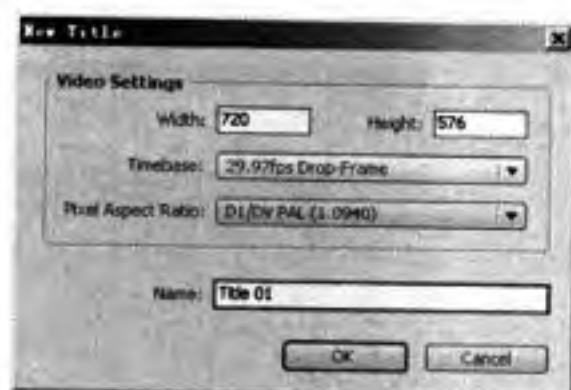 New Title
Video Settings
Width: 720 Height: 576
Timebase: 29.97fps Drop-Frame
Pixel Aspect Ratio: D1/DV PAL (1.0940)
Name: Title 01
OK Cancel